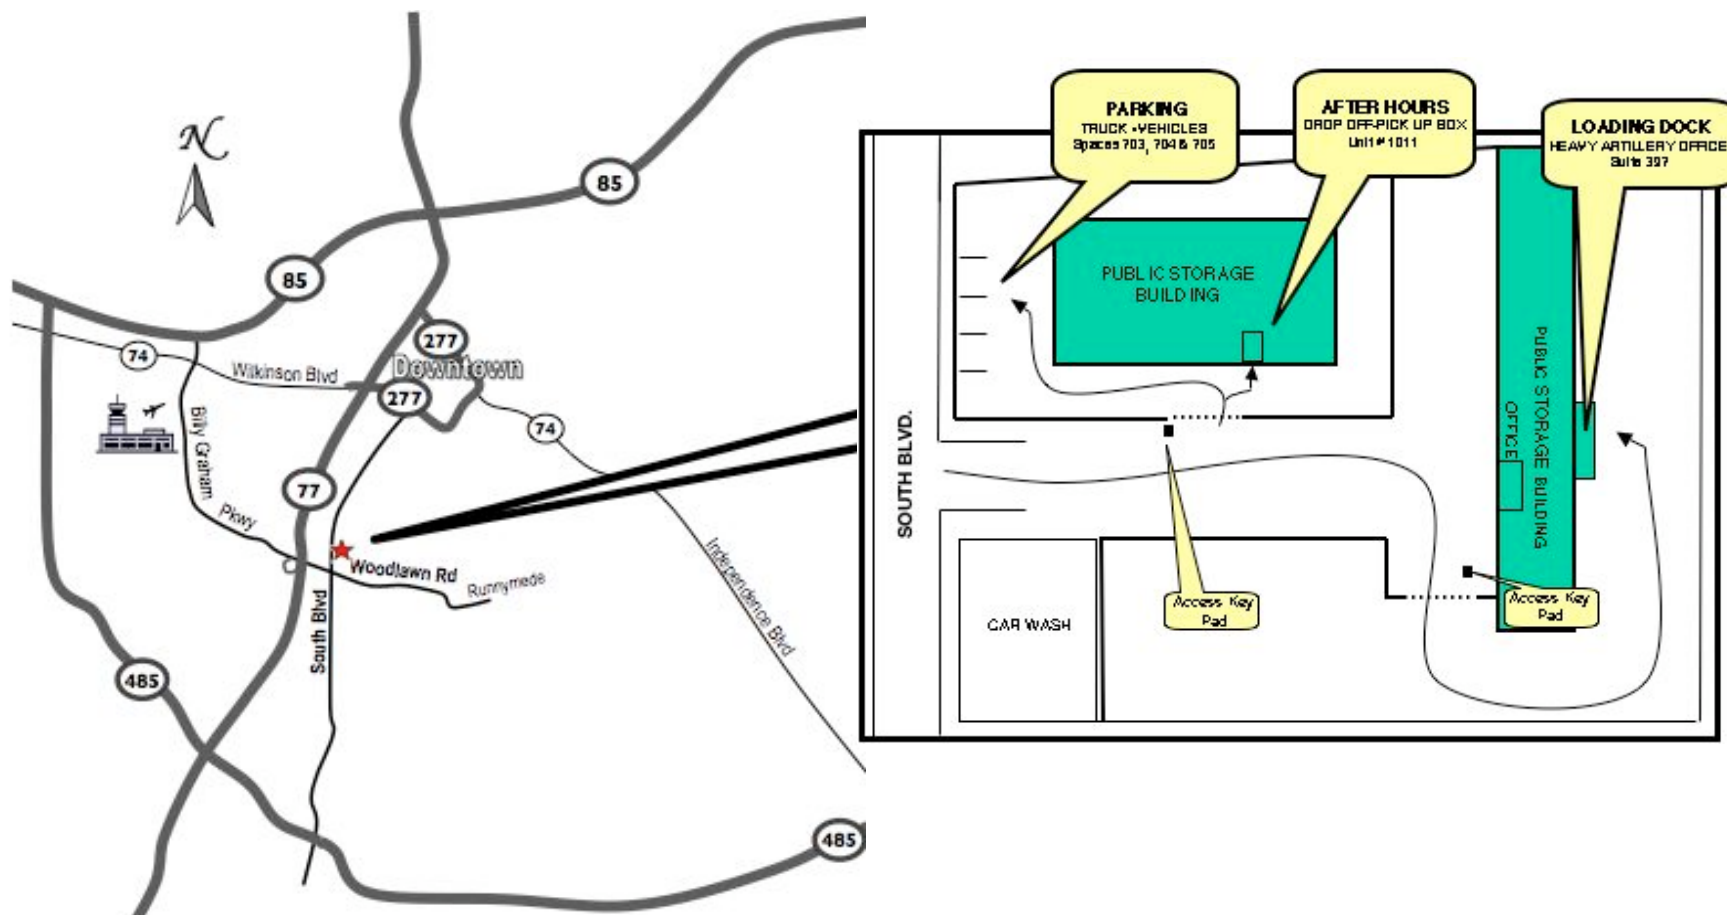 N
85
85
277
Downtown
277
74
Wilkinson Blvd
74
Billy Graham
Pkwy
77
Woodlawn Rd
Runnymede
South Blvd
Independence Blvd
485
485
PARKING
TRUCK - VEHICLES
Spaces 703, 704 & 705
AFTER HOURS
DROP OFF-PICK UP BOX
Unit # 1011
LOADING DOCK
HEAVY ARTILLERY OFFICE
Suite 397
PUBLIC STORAGE
BUILDING
PUBLIC STORAGE BUILDING
OFFICE
SOUTH BLVD.
Access Key
Pad
Access Key
Pad
CAR WASH